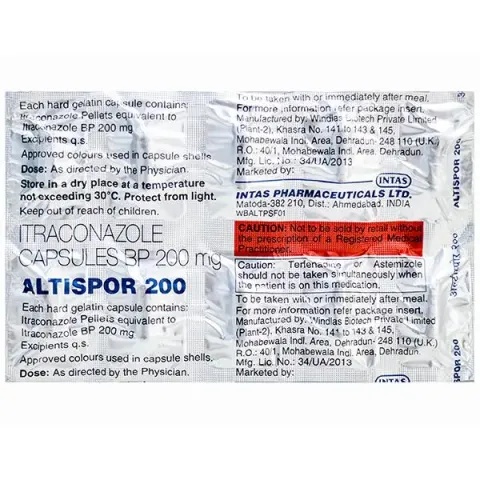 Each hard gelatin capsule contains:
Itraconazole Pellets equivalent to
Itraconazole BP 200 mg
Excipients q.s
Approved colours used in capsule shells
Dose: As directed by the Physician.
Store in a dry place at a temperature
not exceeding 30°C. Protect from light.
Keep out of reach of children.
ITRACONAZOLE
CAPSULES BP 200 mg
ALTISPOR 200
Each hard gelatin capsule contains:
Itraconazole Pellets equivalent to
Itraconazole BP 200 mg
Excipients q.s.
Approved colours used in capsule shells.
Dose: As directed by the Physician.
To be taken with or immediately after meal.
For more information refer package insert.
Manufactured by: Windlas Biotech Private Limited
(Plant-2), Khasra No. 141 to 143 & 145,
Mohabewala Indl. Area, Dehradun- 248 110 (U.K.)
R.O.: 40/1, Mohabewala Indl. Area, Dehradun.
Mfg. Lic. No.: 34/UA/2013
Marketed by:
INTAS
INTAS PHARMACEUTICALS LTD.
Matoda-382 210, Dist.: Ahmedabad. INDIA
WBALTPSF01
CAUTION: Not to be sold by retail without
the prescription of a Registered Medical
Practitioner.
Caution: Terfenadine or Astemizole
should not be taken simultaneously when
the patient is on this medication.
To be taken with or immediately after meal.
For more information refer package insert.
Manufactured by: Windlas Biotech Private Limited
(Plant-2), Khasra No. 141 to 143 & 145,
Mohabewala Indl. Area, Dehradun- 248 110 (U.K.)
R.O.: 40/1, Mohabewala Indl. Area, Dehradun
Mfg. Lic. No.: 34/UA/2013
Marketed by:
INTAS
ALTISPOR 200
अल्टिस्पोर 200
ALTISPOR 200